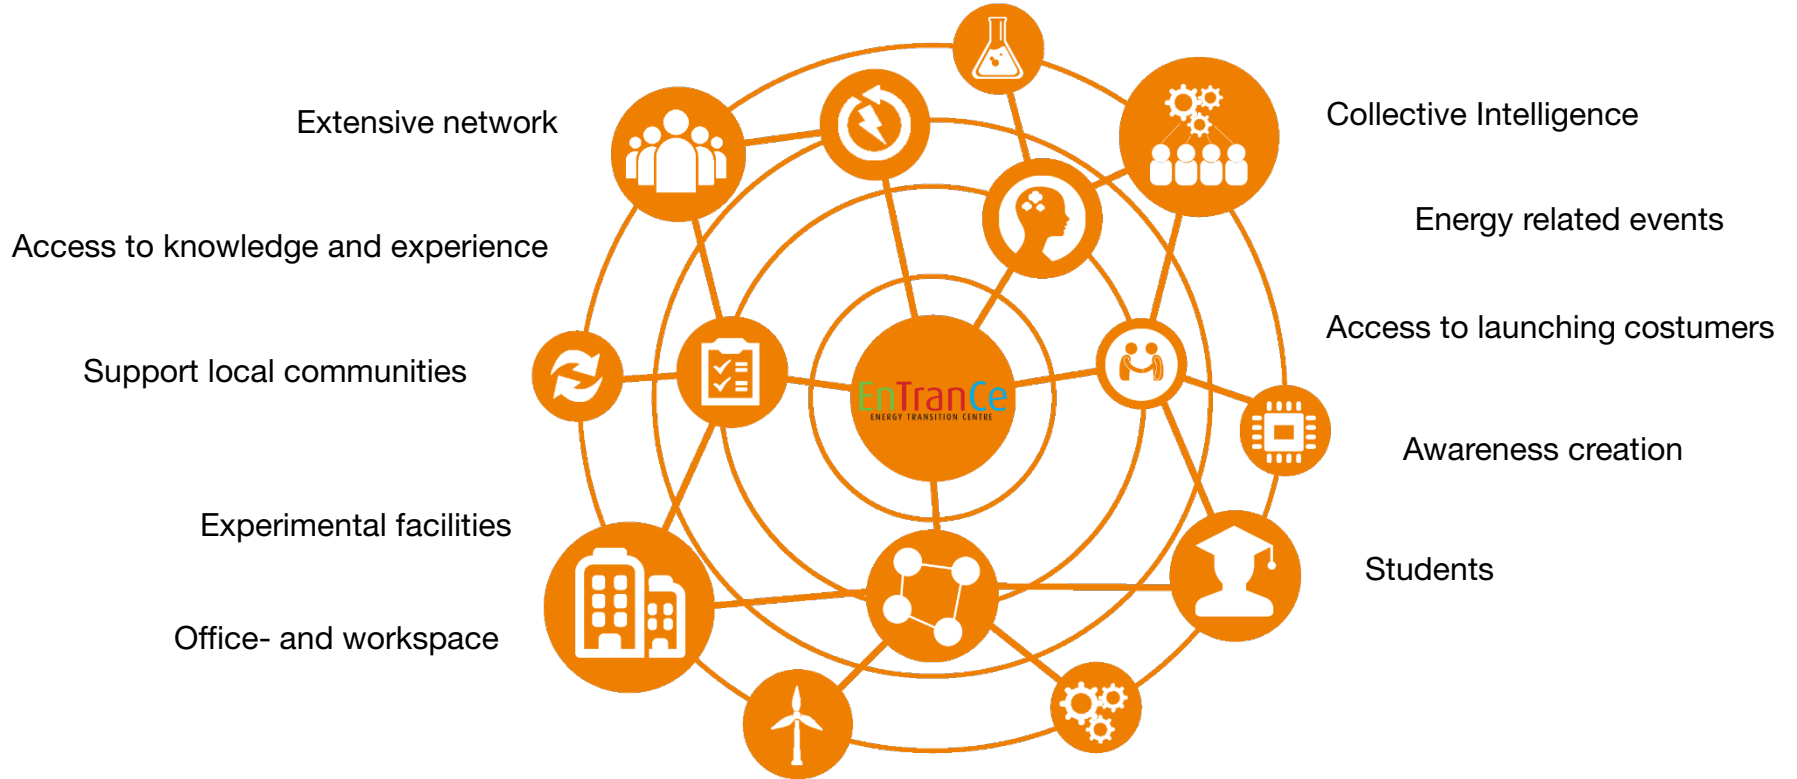 Extensive network
Access to knowledge and experience
Support local communities
Experimental facilities
Office- and workspace
EnTranCe
ENERGY TRANSITION CENTRE
Collective Intelligence
Energy related events
Access to launching costumers
Awareness creation
Students